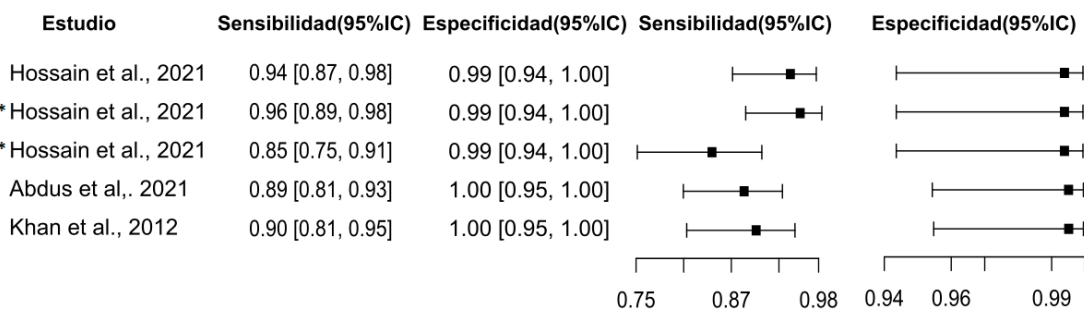 Estudio Sensibilidad(95%IC) Especificidad(95%IC) Sensibilidad(95%IC) Especificidad(95%IC)
Hossain et al., 2021 0.94 [0.87, 0.98] 0.99 [0.94, 1.00]
*Hossain et al., 2021 0.96 [0.89, 0.98] 0.99 [0.94, 1.00]
*Hossain et al., 2021 0.85 [0.75, 0.91] 0.99 [0.94, 1.00]
Abdus et al,. 2021 0.89 [0.81, 0.93] 1.00 [0.95, 1.00]
Khan et al., 2012 0.90 [0.81, 0.95] 1.00 [0.95, 1.00]
0.75 0.87 0.98 0.94 0.96 0.99